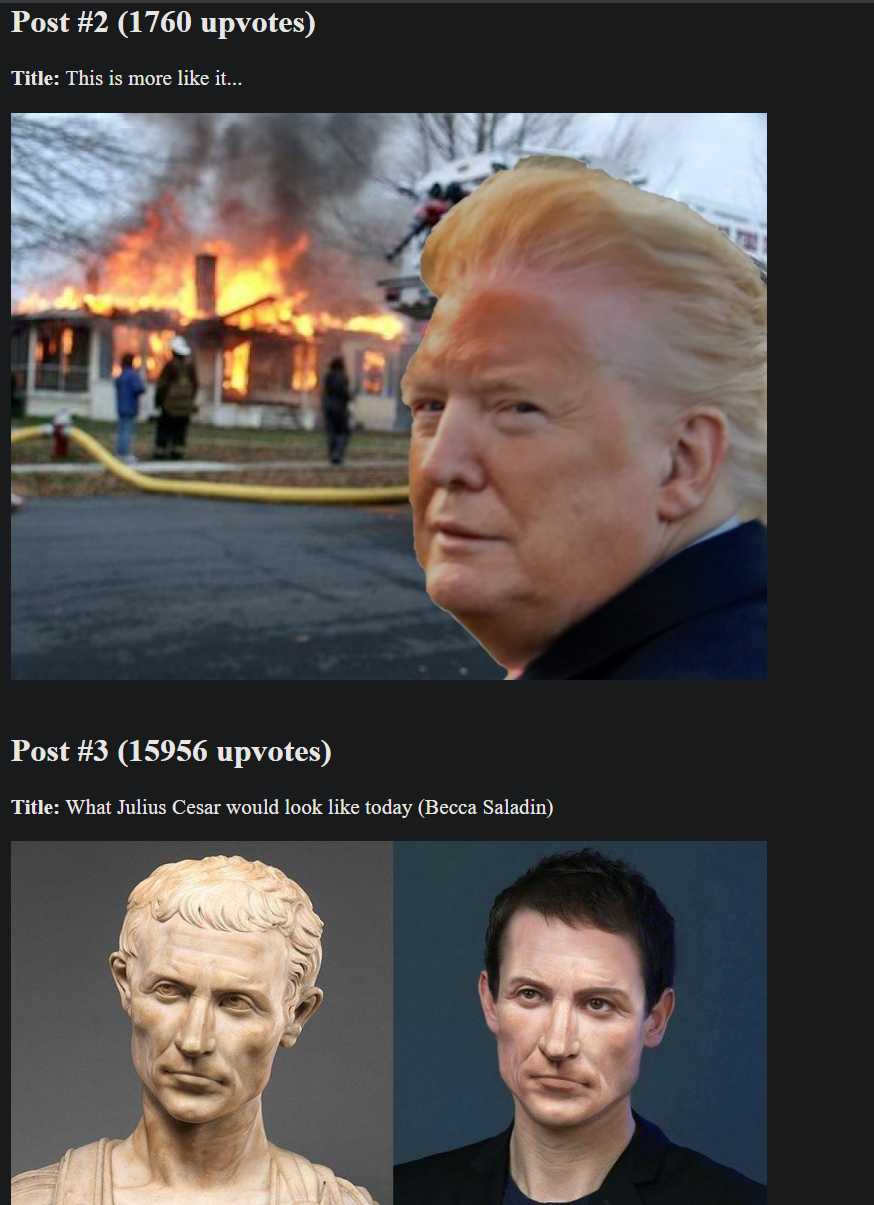 Post #2 (1760 upvotes)
Title: This is more like it...
Post #3 (15956 upvotes)
Title: What Julius Cesar would look like today (Becca Saladin)